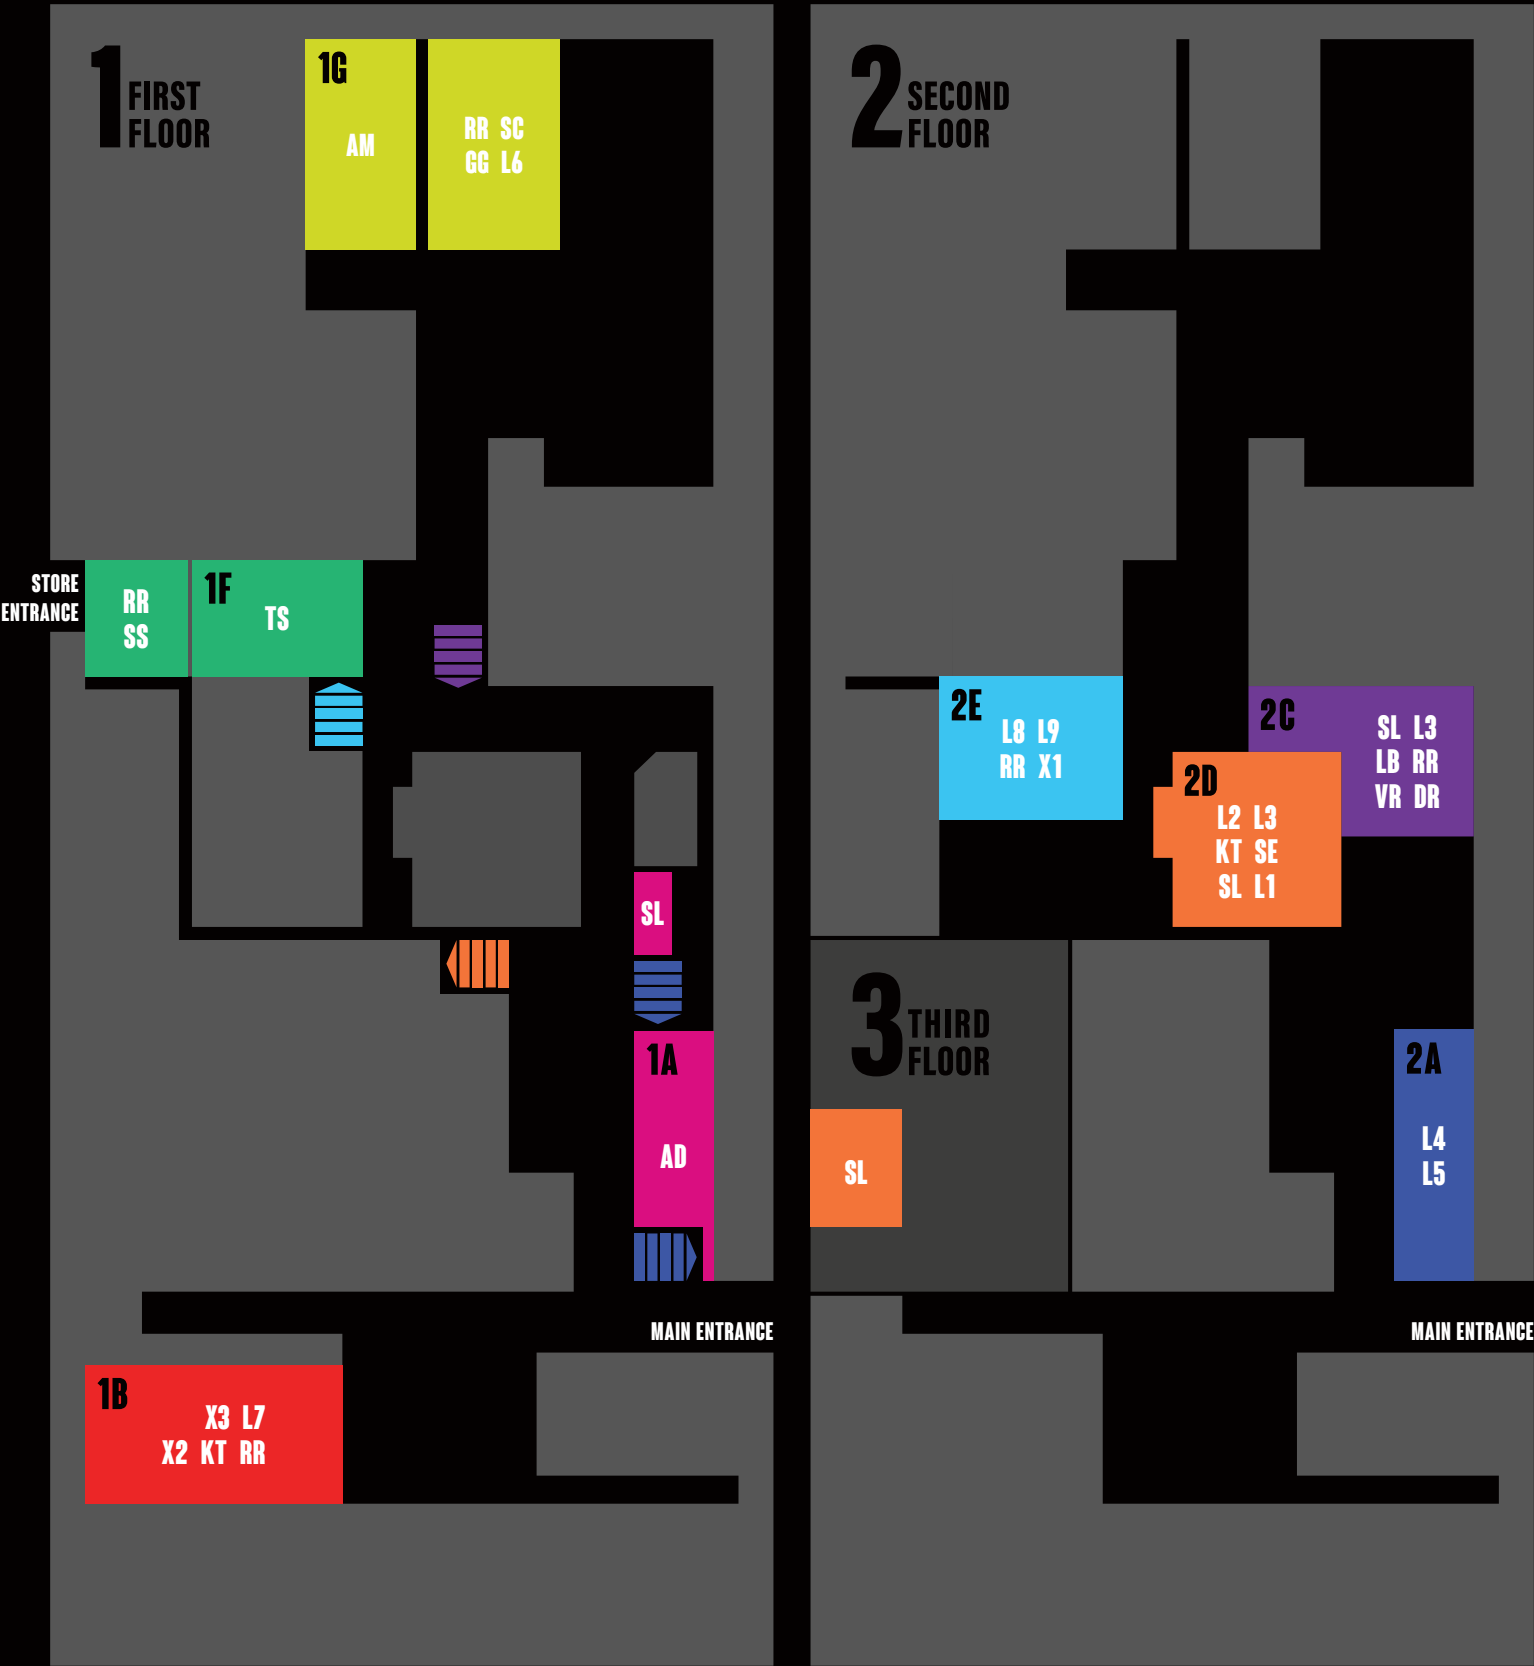 1 FIRST
FLOOR
1G
AM
RR SC
GG L6
STORE
ENTRANCE
RR
SS
1F
TS
SL
1A
AD
MAIN ENTRANCE
1B
X3 L7
X2 KT RR
2 SECOND
FLOOR
2E
L8 L9
RR X1
2C
SL L3
LB RR
VR DR
2D
L2 L3
KT SE
SL L1
3 THIRD
FLOOR
SL
2A
L4
L5
MAIN ENTRANCE